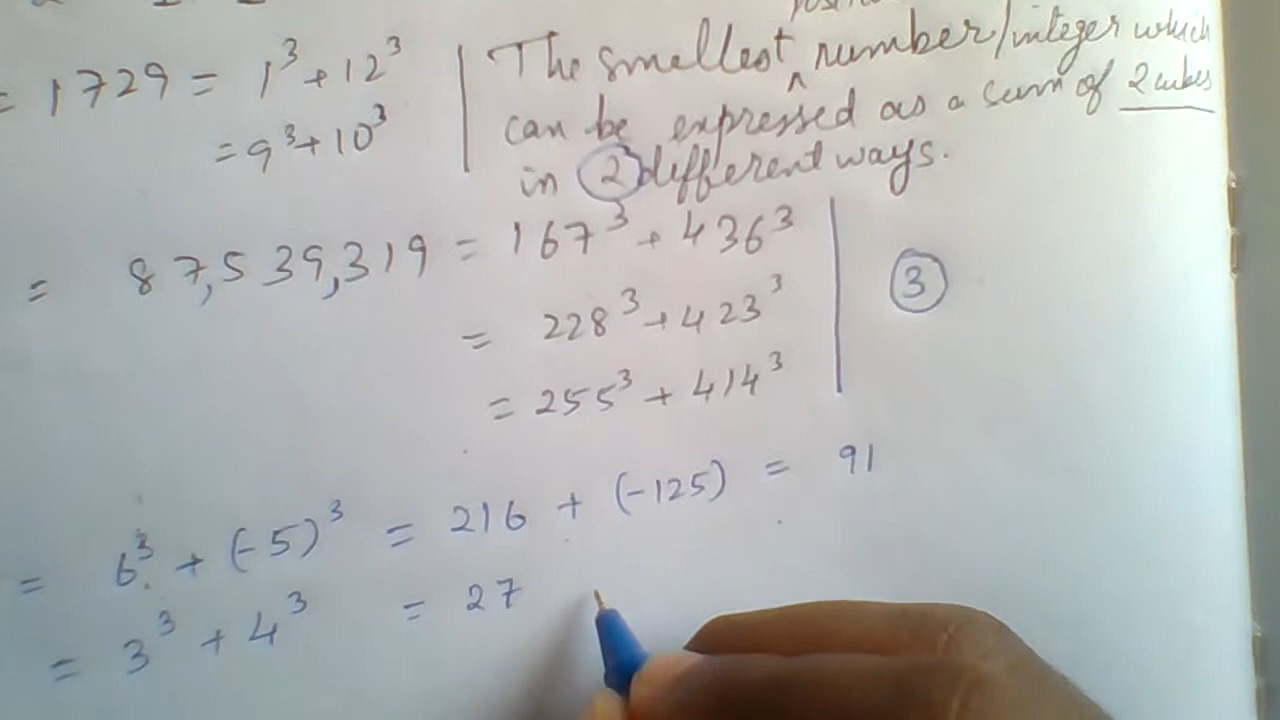 = 1729 = 1³ + 12³
= 9³ + 10³
The smallest ^ number/integer which
can be expressed as a sum of 2 cubes
in 2 different ways.
= 87,539,319 = 167³ + 436³
= 228³ + 423³
= 255³ + 414³
3
= 6³ + (-5)³ = 216 + (-125) = 91
= 3³ + 4³ = 27